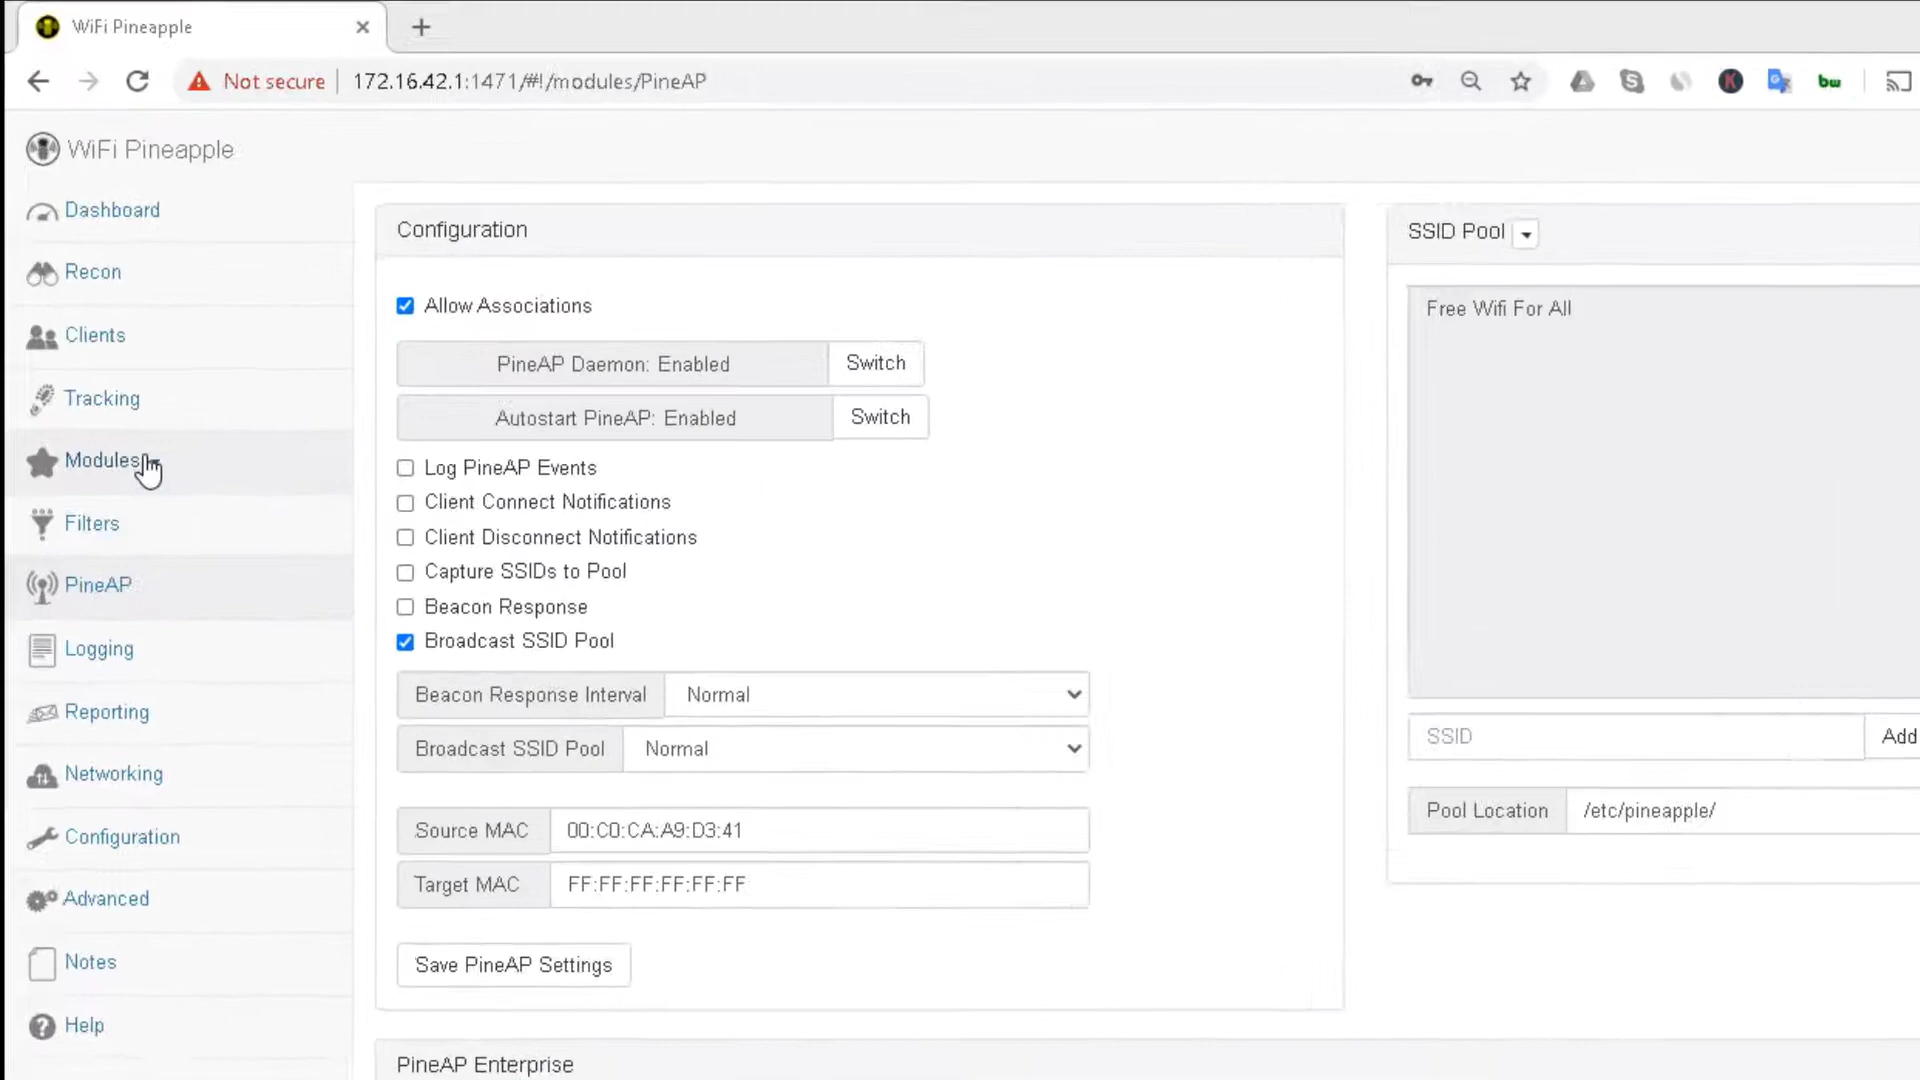 WiFi Pineapple
Not secure
172.16.42.1:1471/#!/modules/PineAP
bw
WiFi Pineapple
Dashboard
Recon
Clients
Tracking
Modules
Filters
PineAP
Logging
Reporting
Networking
Configuration
Advanced
Notes
Help
Configuration
Allow Associations
PineAP Daemon: Enabled
Switch
Autostart PineAP: Enabled
Switch
Log PineAP Events
Client Connect Notifications
Client Disconnect Notifications
Capture SSIDs to Pool
Beacon Response
Broadcast SSID Pool
Beacon Response Interval
Normal
Broadcast SSID Pool
Normal
Source MAC
00:C0:CA:A9:D3:41
Target MAC
FF:FF:FF:FF:FF:FF
Save PineAP Settings
PineAP Enterprise
SSID Pool
Free Wifi For All
SSID
Add
Pool Location
/etc/pineapple/